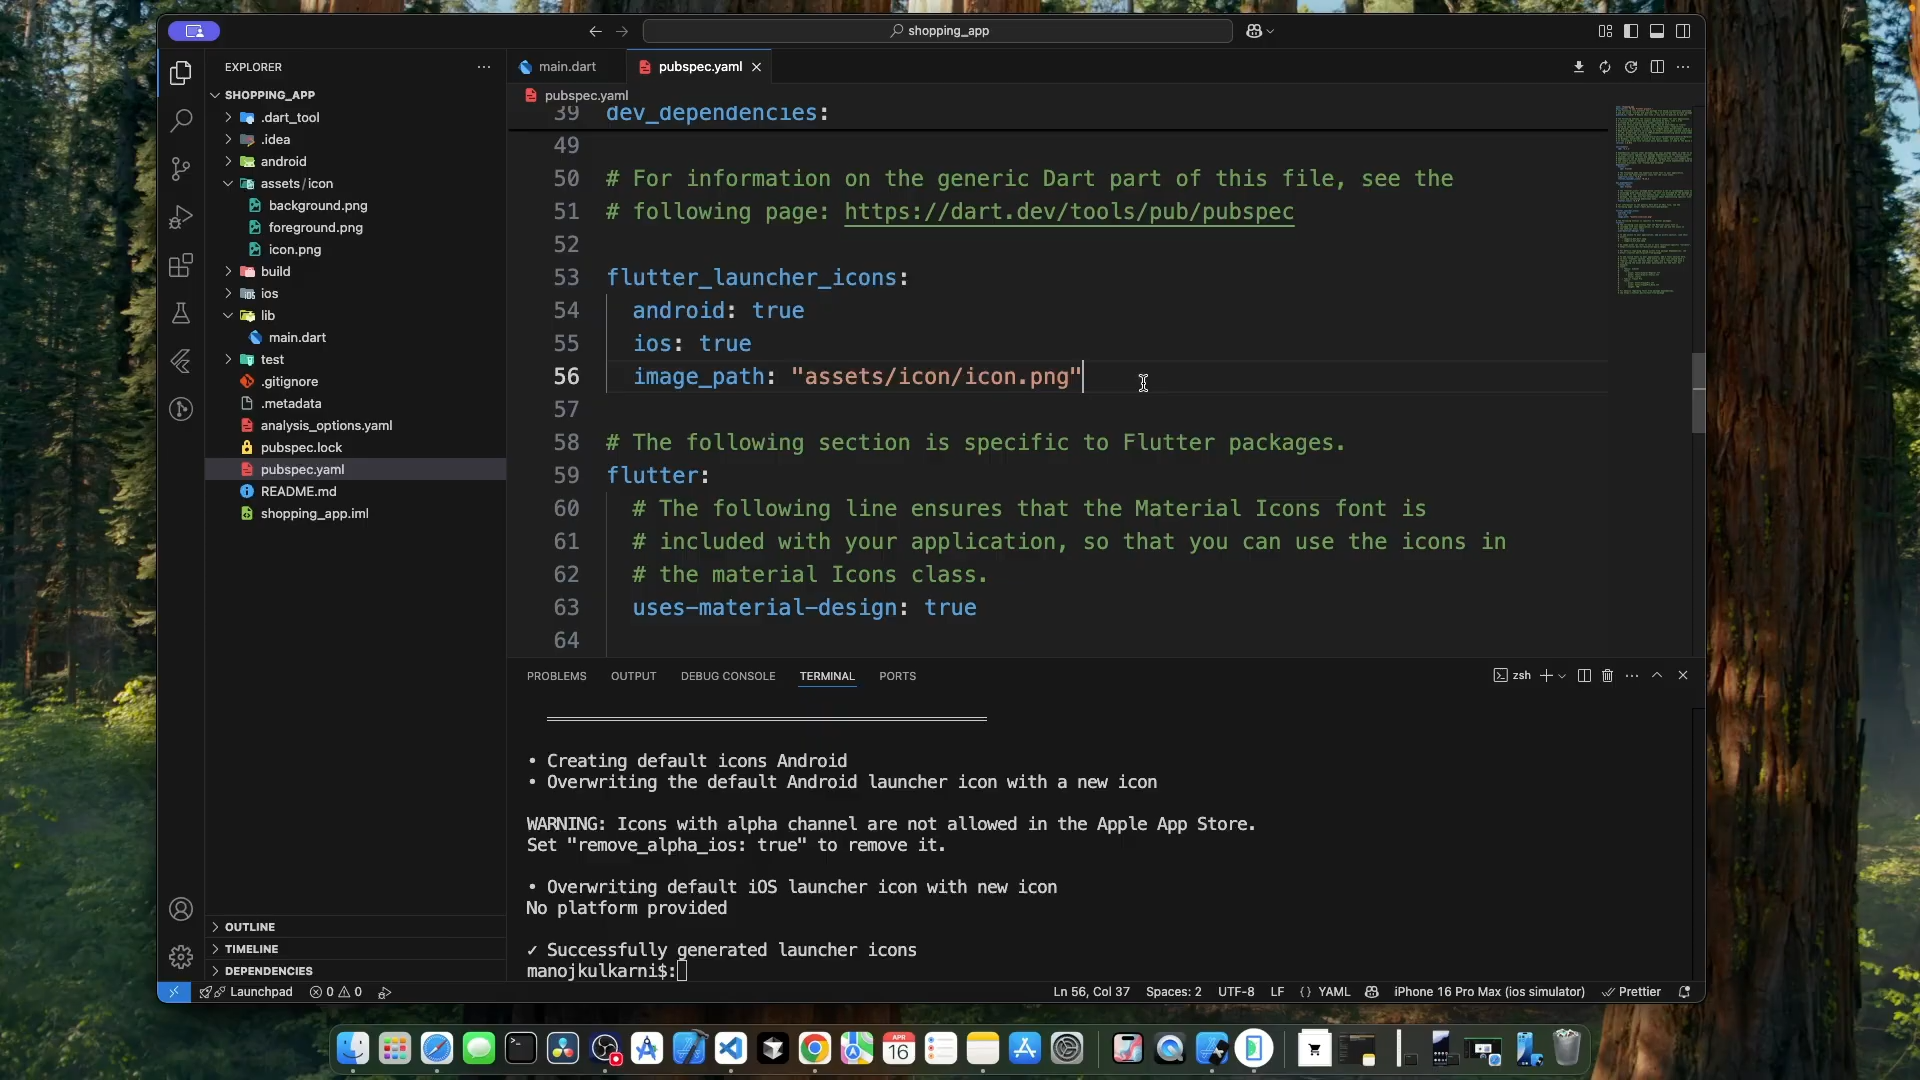 shopping_app
EXPLORER
SHOPPING_APP
.dart_tool
.idea
android
assets/icon
background.png
foreground.png
icon.png
build
ios
lib
main.dart
test
.gitignore
.metadata
analysis_options.yaml
pubspec.lock
pubspec.yaml
README.md
shopping_app.iml
OUTLINE
TIMELINE
DEPENDENCIES
main.dart
pubspec.yaml
pubspec.yaml
39 dev_dependencies:
49
50 # For information on the generic Dart part of this file, see the
51 # following page: https://dart.dev/tools/pub/pubspec
52
53 flutter_launcher_icons:
54 android: true
55 ios: true
56 image_path: "assets/icon/icon.png"
57
58 # The following section is specific to Flutter packages.
59 flutter:
60 # The following line ensures that the Material Icons font is
61 # included with your application, so that you can use the icons in
62 # the material Icons class.
63 uses-material-design: true
64
PROBLEMS OUTPUT DEBUG CONSOLE TERMINAL PORTS
zsh
• Creating default icons Android
• Overwriting the default Android launcher icon with a new icon
WARNING: Icons with alpha channel are not allowed in the Apple App Store.
Set "remove_alpha_ios: true" to remove it.
• Overwriting default iOS launcher icon with new icon
No platform provided
✓ Successfully generated launcher icons
manojkulkarni$:
Launchpad 0 0 Ln 56, Col 37 Spaces: 2 UTF-8 LF {} YAML iPhone 16 Pro Max (ios simulator) Prettier
APR
16